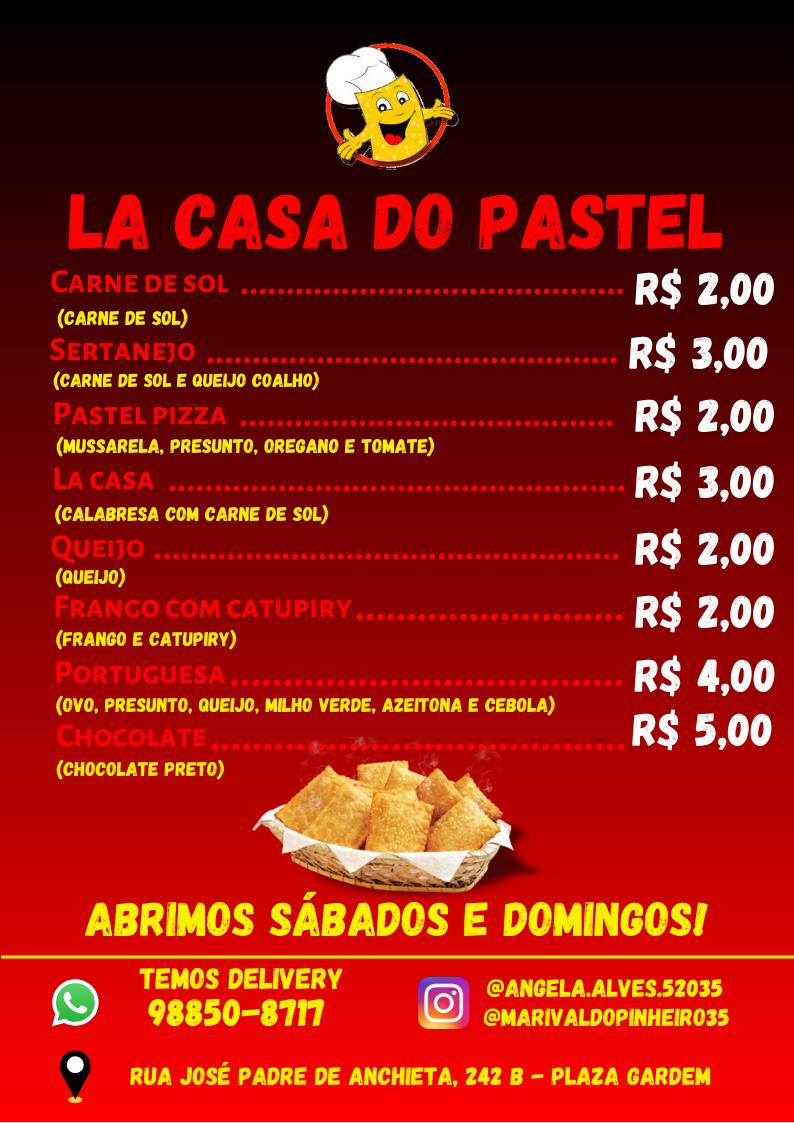 LA CASA DO PASTEL
CARNE DE SOL ........................................ R$ 2,00
(CARNE DE SOL)
SERTANEJO ........................................ R$ 3,00
(CARNE DE SOL E QUEIJO COALHO)
PASTEL PIZZA ........................................ R$ 2,00
(MUSSARELA, PRESUNTO, OREGANO E TOMATE)
LA CASA ........................................ R$ 3,00
(CALABRESA COM CARNE DE SOL)
QUEIJO ........................................ R$ 2,00
(QUEIJO)
FRANGO COM CATUPIRY ........................................ R$ 2,00
(FRANGO E CATUPIRY)
PORTUGUESA ........................................ R$ 4,00
(OVO, PRESUNTO, QUEIJO, MILHO VERDE, AZEITONA E CEBOLA)
CHOCOLATE ........................................ R$ 5,00
(CHOCOLATE PRETO)
ABRIMOS SÁBADOS E DOMINGOS!
TEMOS DELIVERY
98850-8717
@ANGELA.ALVES.52035
@MARIVALDOPINHEIRO35
RUA JOSÉ PADRE DE ANCHIETA, 242 B - PLAZA GARDEM